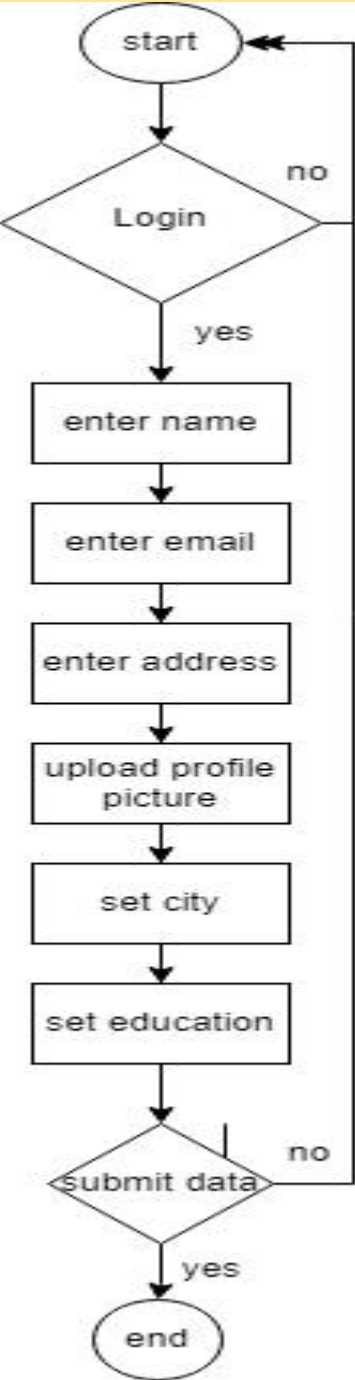 start
no
Login
yes
enter name
enter email
enter address
upload profile
picture
set city
set education
no
submit data
yes
end